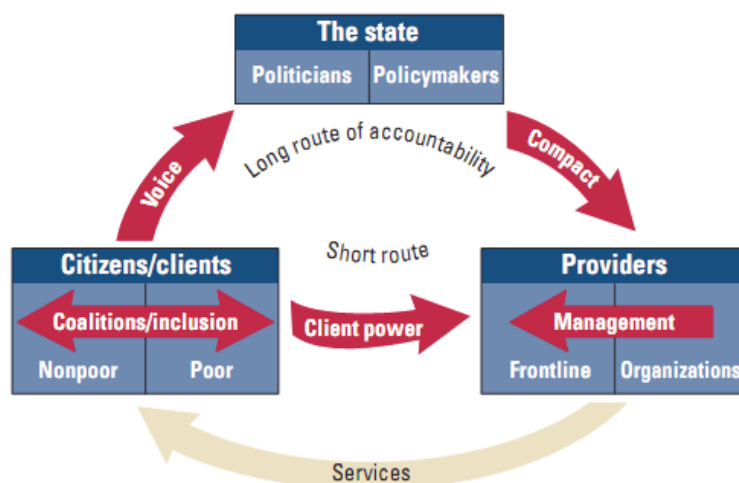 The state
Politicians Policymakers
Long route of accountability
Voice
Compact
Short route
Citizens/clients
Coalitions/inclusion
Nonpoor Poor
Client power
Providers
Management
Frontline Organizations
Services